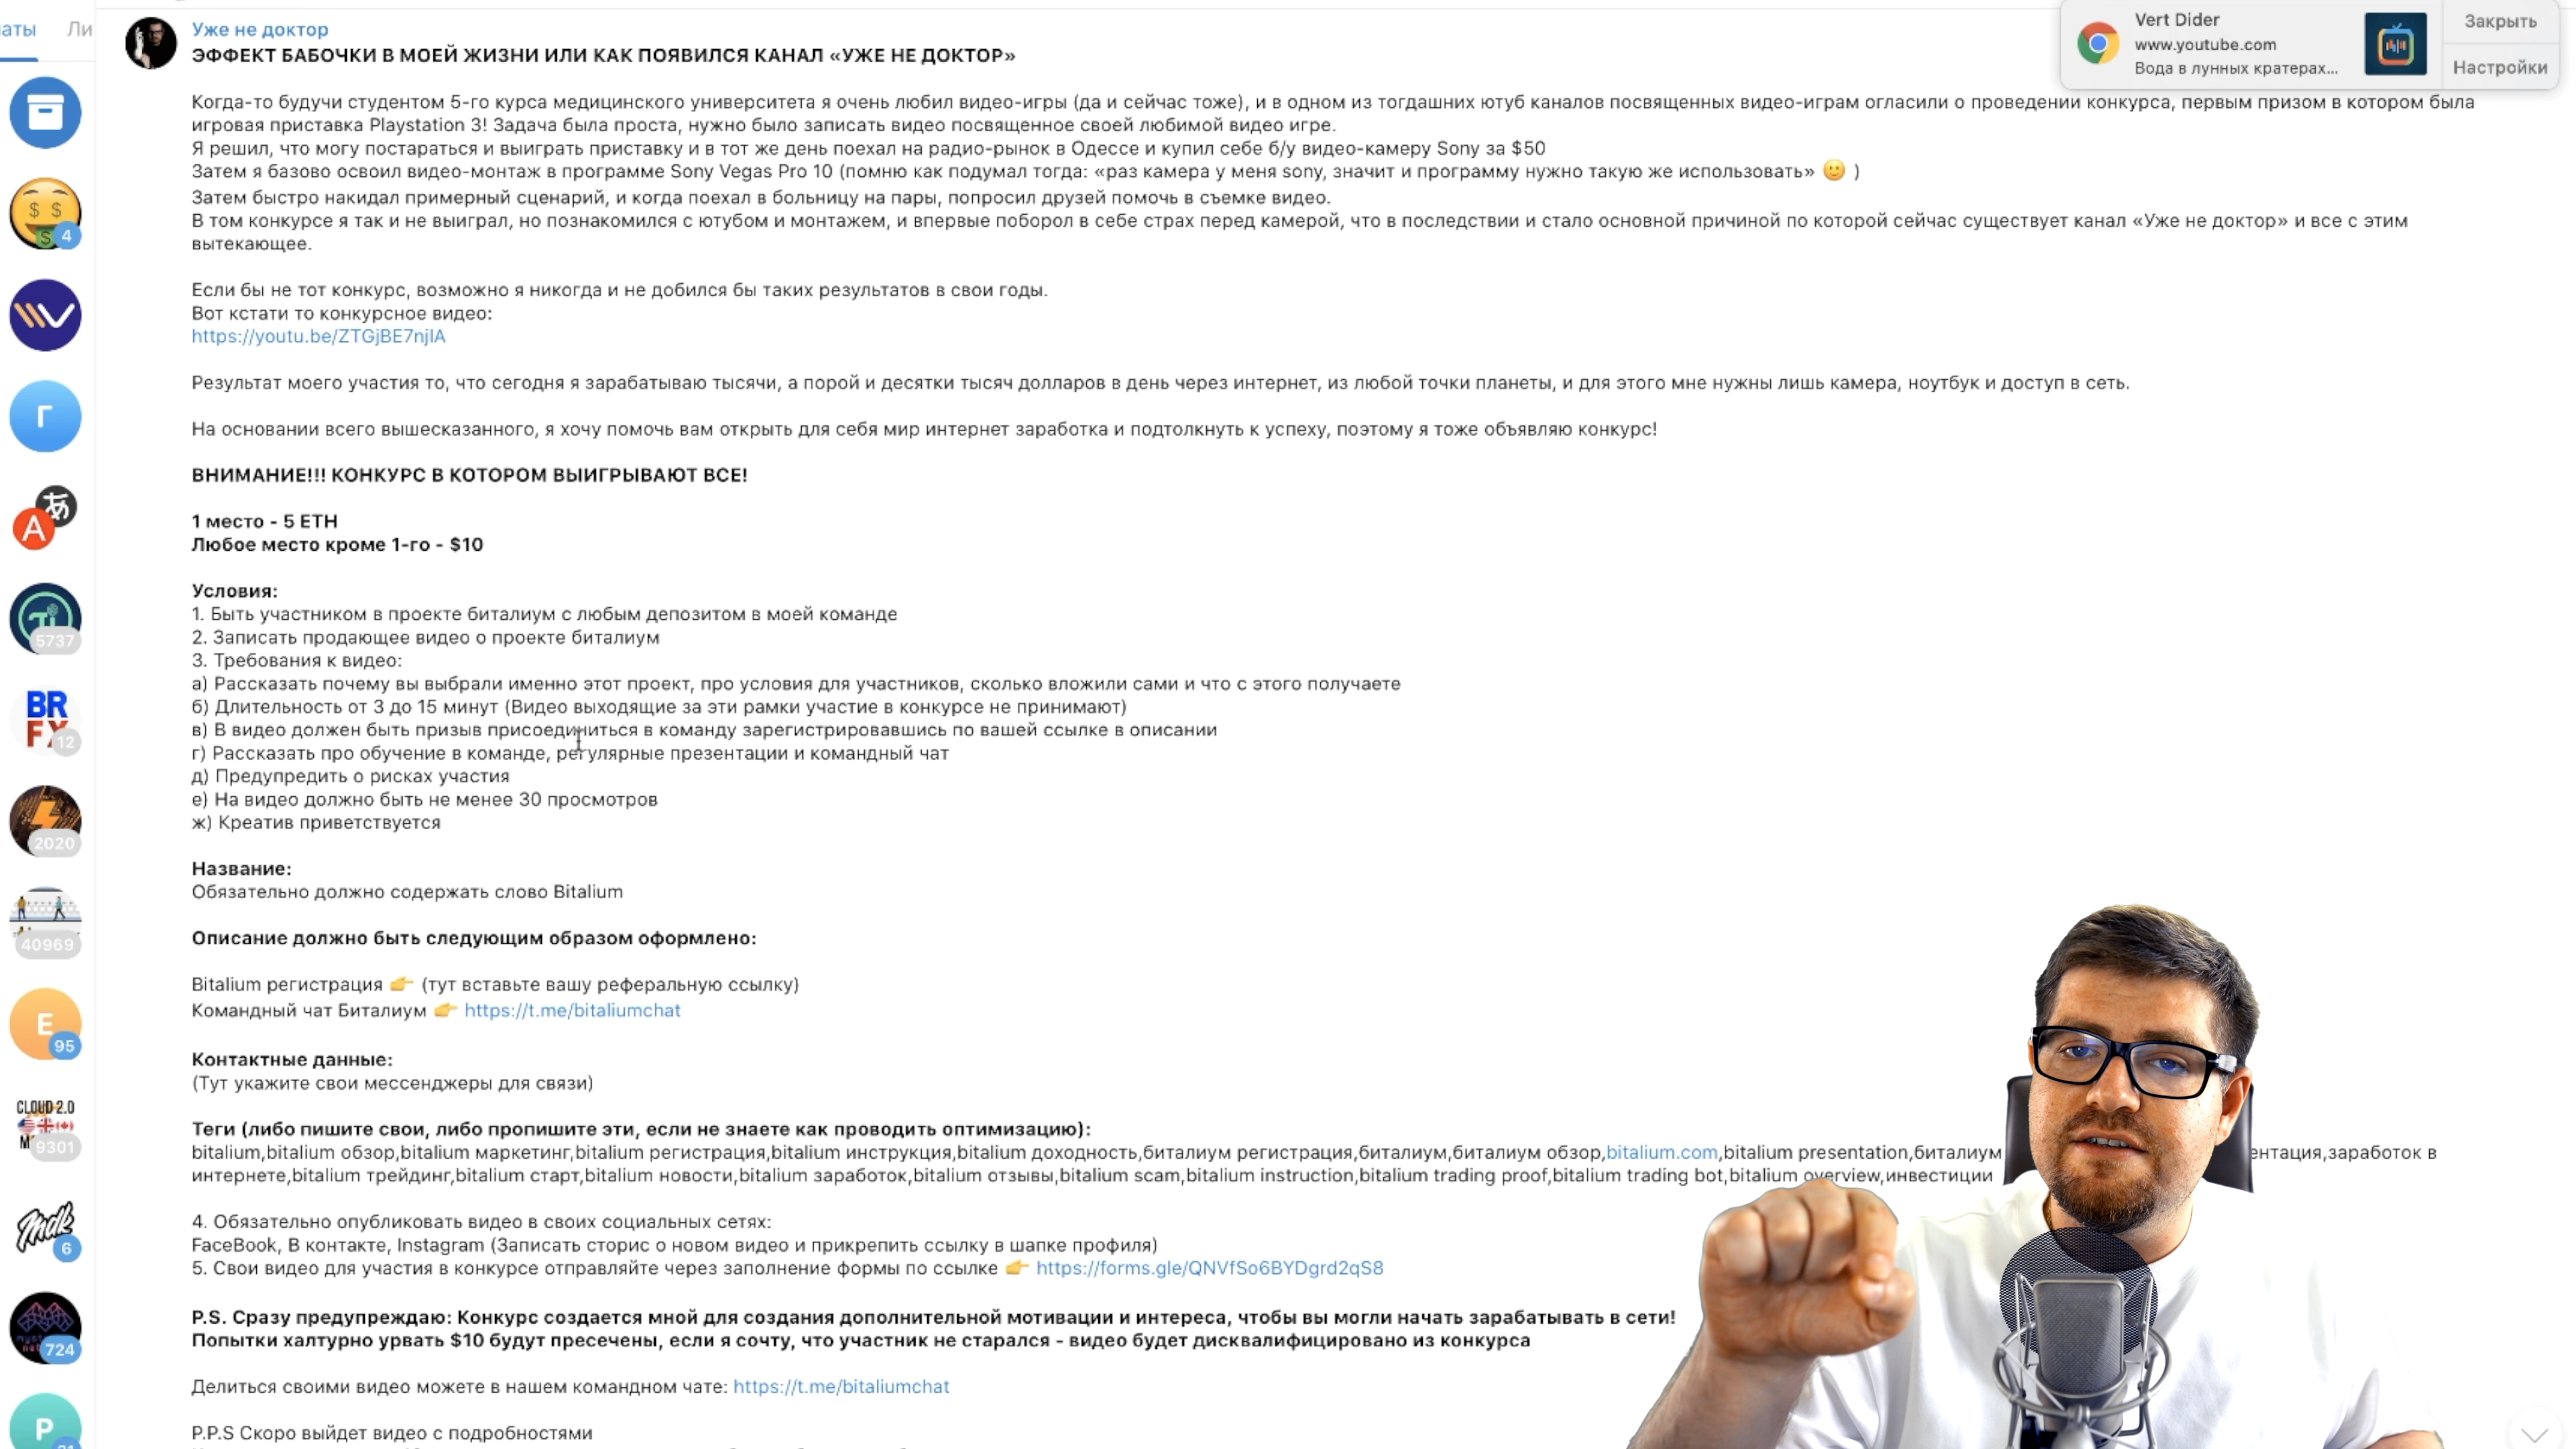 аты
Ли
Уже не доктор
ЭФФЕКТ БАБОЧКИ В МОЕЙ ЖИЗНИ ИЛИ КАК ПОЯВИЛСЯ КАНАЛ «УЖЕ НЕ ДОКТОР»
Vert Dider
www.youtube.com
Вода в лунных кратерах...
Закрыть
Настройки
Когда-то будучи студентом 5-го курса медицинского университета я очень любил видео-игры (да и сейчас тоже), и в одном из тогдашних ютуб каналов посвященных видео-играм огласили о проведении конкурса, первым призом в котором была
игровая приставка Playstation 3! Задача была проста, нужно было записать видео посвященное своей любимой видео игре.
Я решил, что могу постараться и выиграть приставку и в тот же день поехал на радио-рынок в Одессе и купил себе б/у видео-камеру Sony за $50
Затем я базово освоил видео-монтаж в программе Sony Vegas Pro 10 (помню как подумал тогда: «раз камера у меня sony, значит и программу нужно такую же использовать» 🙂 )
Затем быстро накидал примерный сценарий, и когда поехал в больницу на пары, попросил друзей помочь в съемке видео.
В том конкурсе я так и не выиграл, но познакомился с ютубом и монтажем, и впервые поборол в себе страх перед камерой, что в последствии и стало основной причиной по которой сейчас существует канал «Уже не доктор» и все с этим
вытекающее.
Если бы не тот конкурс, возможно я никогда и не добился бы таких результатов в свои годы.
Вот кстати то конкурсное видео:
https://youtu.be/ZTGjBE7njlA
Результат моего участия то, что сегодня я зарабатываю тысячи, а порой и десятки тысяч долларов в день через интернет, из любой точки планеты, и для этого мне нужны лишь камера, ноутбук и доступ в сеть.
На основании всего вышесказанного, я хочу помочь вам открыть для себя мир интернет заработка и подтолкнуть к успеху, поэтому я тоже объявляю конкурс!
ВНИМАНИЕ!!! КОНКУРС В КОТОРОМ ВЫИГРЫВАЮТ ВСЕ!
1 место - 5 ETH
Любое место кроме 1-го - $10
Условия:
1. Быть участником в проекте биталиум с любым депозитом в моей команде
2. Записать продающее видео о проекте биталиум
3. Требования к видео:
а) Рассказать почему вы выбрали именно этот проект, про условия для участников, сколько вложили сами и что с этого получаете
б) Длительность от 3 до 15 минут (Видео выходящие за эти рамки участие в конкурсе не принимают)
в) В видео должен быть призыв присоединиться в команду зарегистрировавшись по вашей ссылке в описании
г) Рассказать про обучение в команде, регулярные презентации и командный чат
д) Предупредить о рисках участия
е) На видео должно быть не менее 30 просмотров
ж) Креатив приветствуется
Название:
Обязательно должно содержать слово Bitalium
Описание должно быть следующим образом оформлено:
Bitalium регистрация 👉 (тут вставьте вашу реферальную ссылку)
Командный чат Биталиум 👉 https://t.me/bitaliumchat
Контактные данные:
(Тут укажите свои мессенджеры для связи)
Теги (либо пишите свои, либо пропишите эти, если не знаете как проводить оптимизацию):
bitalium,bitalium обзор,bitalium маркетинг,bitalium регистрация,bitalium инструкция,bitalium доходность,биталиум регистрация,биталиум,биталиум обзор,bitalium.com,bitalium presentation,биталиум ентация,заработок в
интернете,bitalium трейдинг,bitalium старт,bitalium новости,bitalium заработок,bitalium отзывы,bitalium scam,bitalium instruction,bitalium trading proof,bitalium trading bot,bitalium overview,инвестиции
4. Обязательно опубликовать видео в своих социальных сетях:
FaceBook, В контакте, Instagram (Записать сторис о новом видео и прикрепить ссылку в шапке профиля)
5. Свои видео для участия в конкурсе отправляйте через заполнение формы по ссылке 👉 https://forms.gle/QNVfSo6BYDgrd2qS8
P.S. Сразу предупреждаю: Конкурс создается мной для создания дополнительной мотивации и интереса, чтобы вы могли начать зарабатывать в сети!
Попытки халтурно урвать $10 будут пресечены, если я сочту, что участник не старался - видео будет дисквалифицировано из конкурса
Делиться своими видео можете в нашем командном чате: https://t.me/bitaliumchat
P.P.S Скоро выйдет видео с подробностями
4
Г
A
あ
5737
BR
FX
12
2020
40969
E
95
CLOUD 2.0
9301
mdk
6
724
P